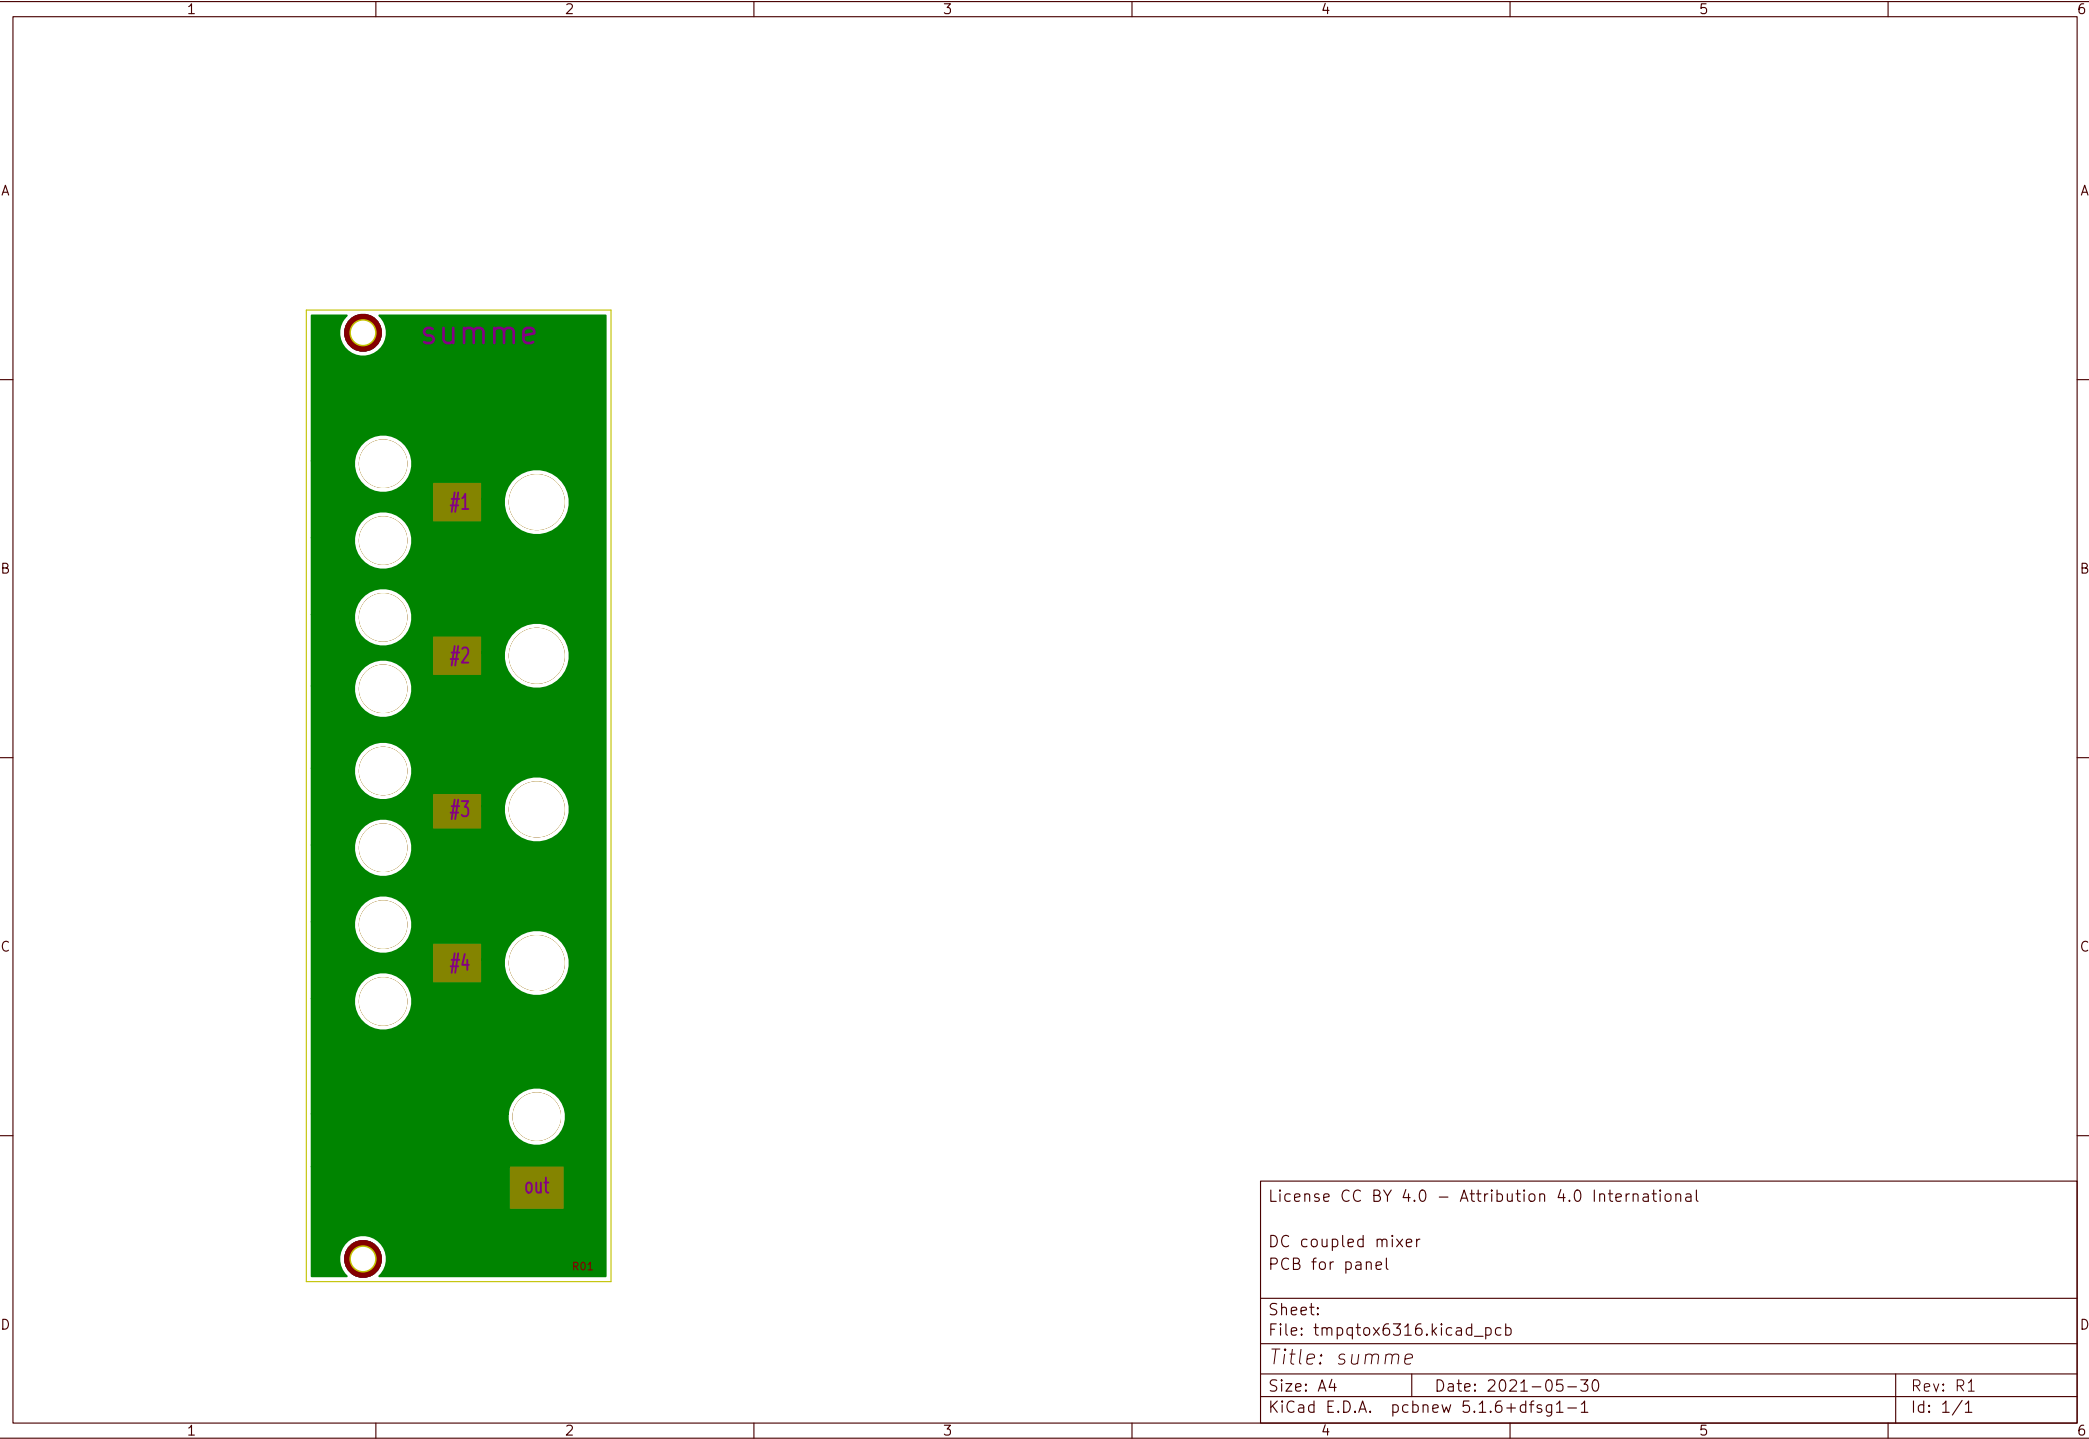 1 2 3 4 5 6
A A
summe
#1
B B
#2
#3
C C
#4
out
R01
License CC BY 4.0 - Attribution 4.0 International
DC coupled mixer
PCB for panel
Sheet:
D D
File: tmpqtox6316.kicad_pcb
Title: summe
Size: A4 Date: 2021-05-30 Rev: R1
KiCad E.D.A. pcbnew 5.1.6+dfsg1-1 Id: 1/1
1 2 3 4 5 6